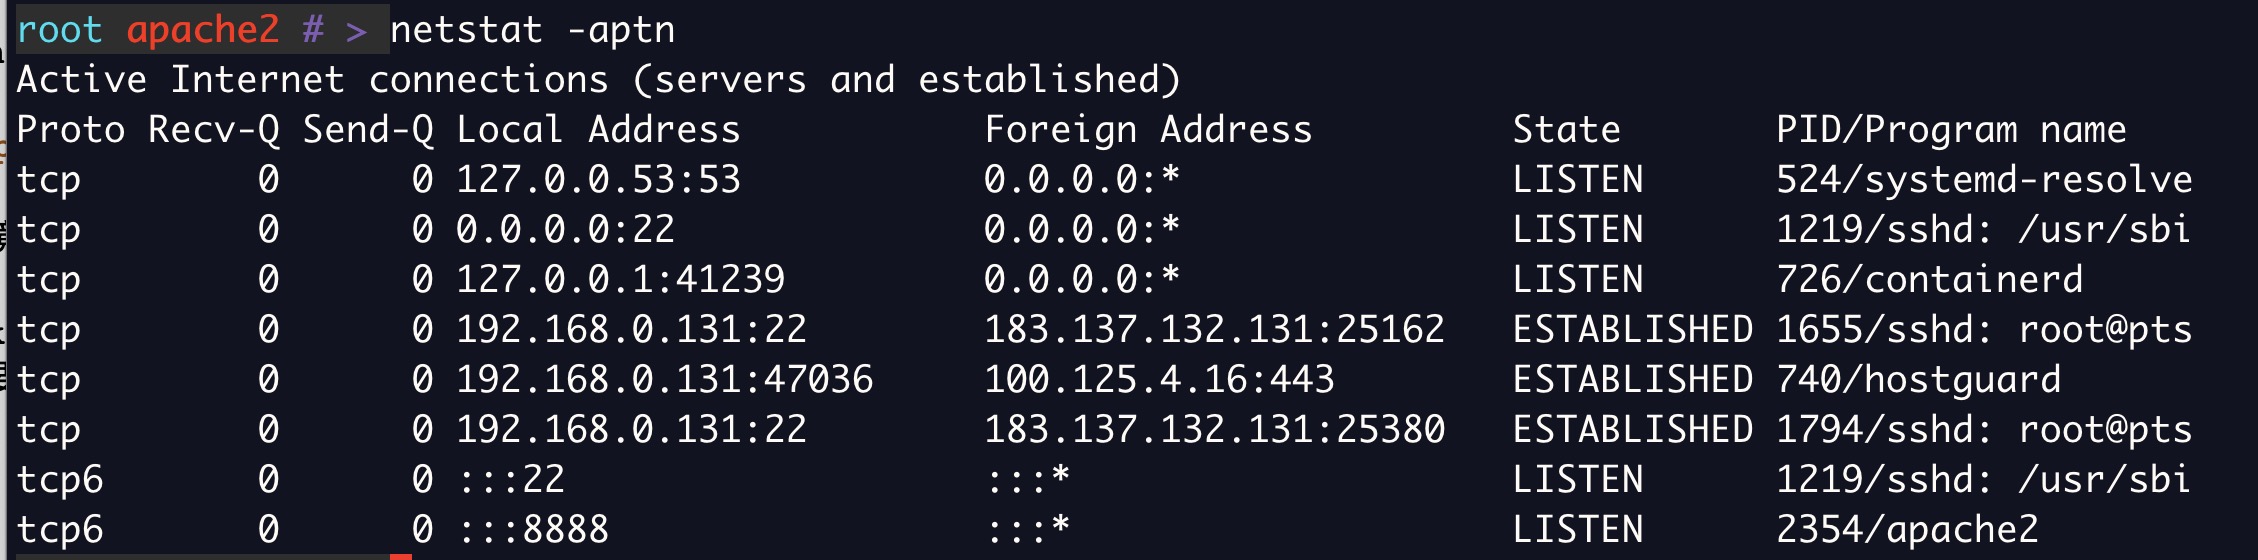 root apache2 # > netstat -aptn
Active Internet connections (servers and established)
Proto Recv-Q Send-Q Local Address           Foreign Address         State       PID/Program name
tcp        0      0 127.0.0.53:53           0.0.0.0:*               LISTEN      524/systemd-resolve
tcp        0      0 0.0.0.0:22              0.0.0.0:*               LISTEN      1219/sshd: /usr/sbi
tcp        0      0 127.0.0.1:41239         0.0.0.0:*               LISTEN      726/containerd
tcp        0      0 192.168.0.131:22        183.137.132.131:25162   ESTABLISHED 1655/sshd: root@pts
tcp        0      0 192.168.0.131:47036     100.125.4.16:443        ESTABLISHED 740/hostguard
tcp        0      0 192.168.0.131:22        183.137.132.131:25380   ESTABLISHED 1794/sshd: root@pts
tcp6       0      0 :::22                   :::*                    LISTEN      1219/sshd: /usr/sbi
tcp6       0      0 :::8888                 :::*                    LISTEN      2354/apache2